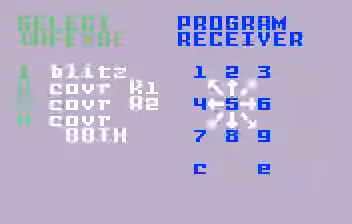 SELECT
PROGRAM
RECEIVER
blitz
covr R1
covr R2
covr
BOTH
1 2 3
4 5 6
7 8 9
c e